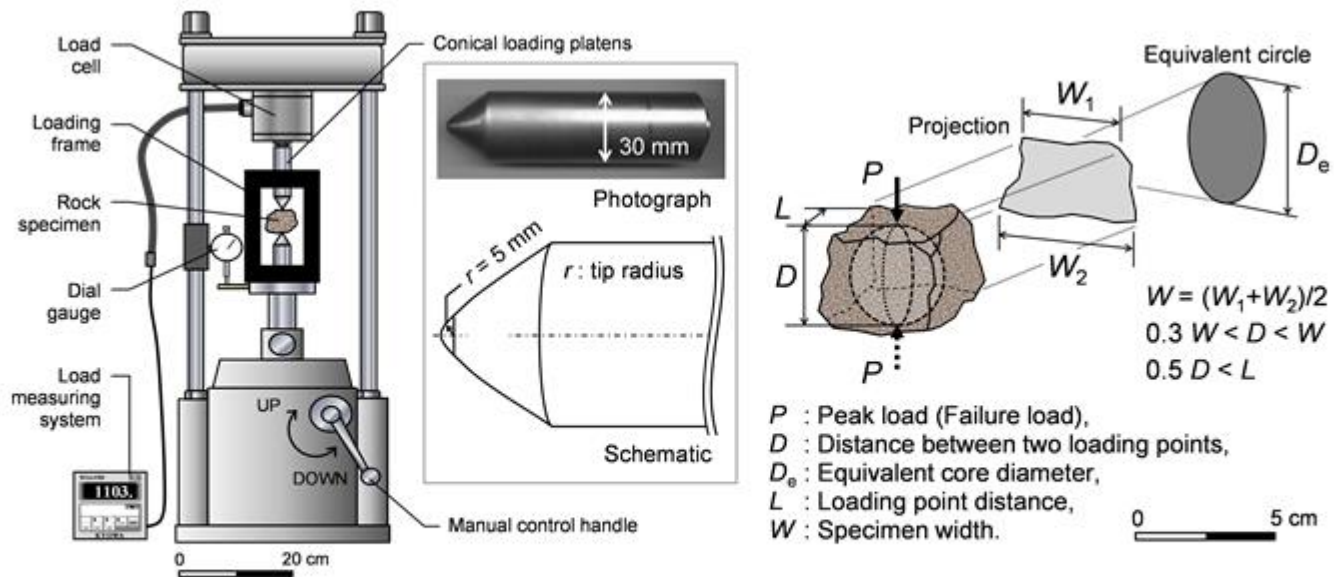 Load
cell
Loading
frame
Rock
specimen
Dial
gauge
Load
measuring
system
1103.
KYOWA
UP
DOWN
Manual control handle
0 20 cm
Conical loading platens
30 mm
Photograph
r = 5 mm
r : tip radius
Schematic
Equivalent circle
Projection
W₁
W₂
Dₑ
P
L
D
P
W = (W₁+W₂)/2
0.3 W < D < W
0.5 D < L
P : Peak load (Failure load),
D : Distance between two loading points,
Dₑ : Equivalent core diameter,
L : Loading point distance,
W : Specimen width.
0 5 cm